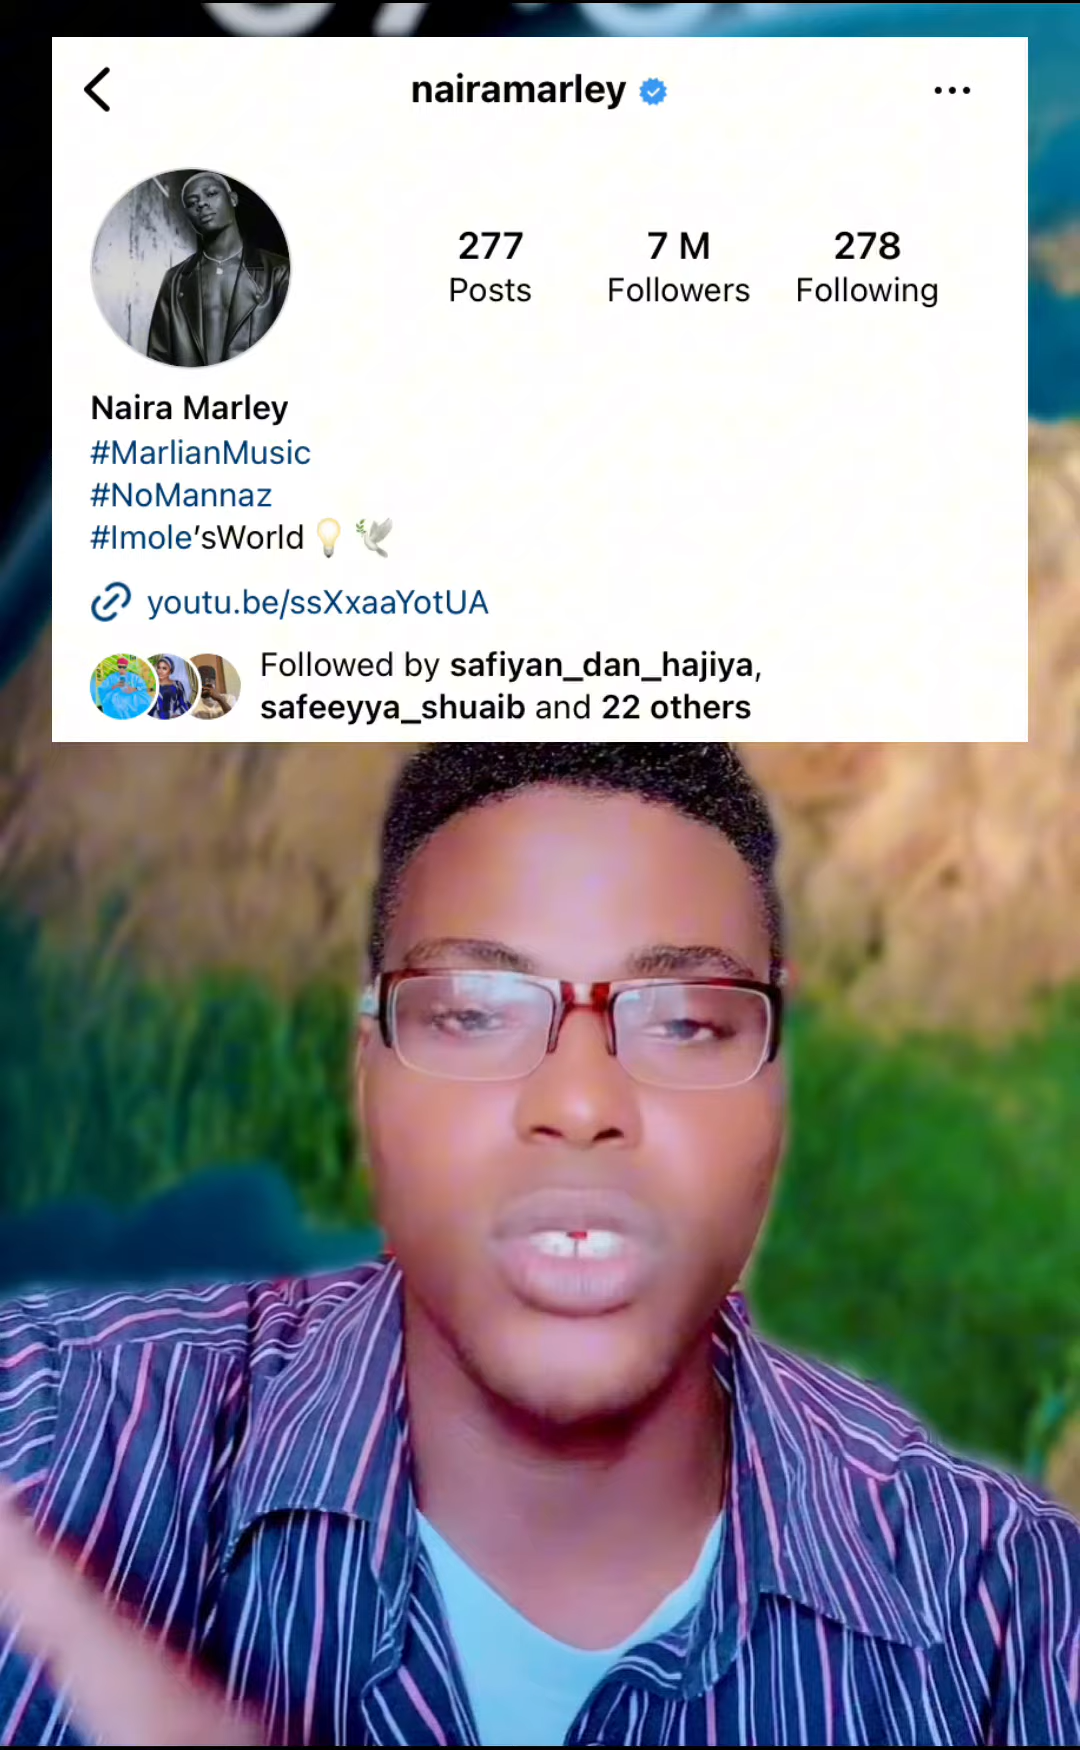 nairamarley
277 7 M 278
Posts Followers Following
Naira Marley
#MarlianMusic
#NoMannaz
#Imole'sWorld💡🕊️
youtu.be/ssXxaaYotUA
Followed by safiyan_dan_hajiya,
safeeyya_shuaib and 22 others